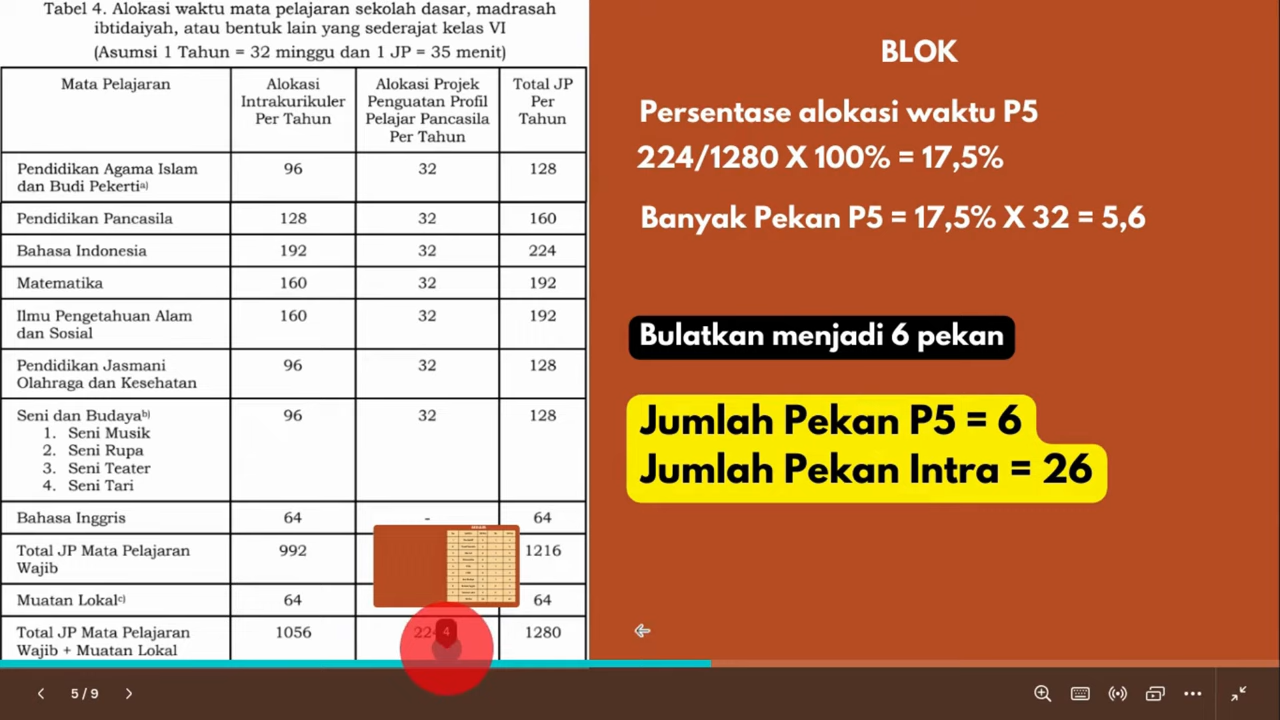 Tabel 4. Alokasi waktu mata pelajaran sekolah dasar, madrasah
ibtidaiyah, atau bentuk lain yang sederajat kelas VI
(Asumsi 1 Tahun = 32 minggu dan 1 JP = 35 menit)
Mata Pelajaran
Alokasi
Intrakurikuler
Per Tahun
Alokasi Projek
Penguatan Profil
Pelajar Pancasila
Per Tahun
Total JP
Per
Tahun
Pendidikan Agama Islam
dan Budi Pekertiᵃ⁾
96
32
128
Pendidikan Pancasila
128
32
160
Bahasa Indonesia
192
32
224
Matematika
160
32
192
Ilmu Pengetahuan Alam
dan Sosial
160
32
192
Pendidikan Jasmani
Olahraga dan Kesehatan
96
32
128
Seni dan Budayaᵇ⁾
1. Seni Musik
2. Seni Rupa
3. Seni Teater
4. Seni Tari
96
32
128
Bahasa Inggris
64
-
64
Total JP Mata Pelajaran
Wajib
992
1216
Muatan Lokalᶜ⁾
64
64
Total JP Mata Pelajaran
Wajib + Muatan Lokal
1056
1280
4
BLOK
Persentase alokasi waktu P5
224/1280 X 100% = 17,5%
Banyak Pekan P5 = 17,5% X 32 = 5,6
Bulatkan menjadi 6 pekan
Jumlah Pekan P5 = 6
Jumlah Pekan Intra = 26
5 / 9